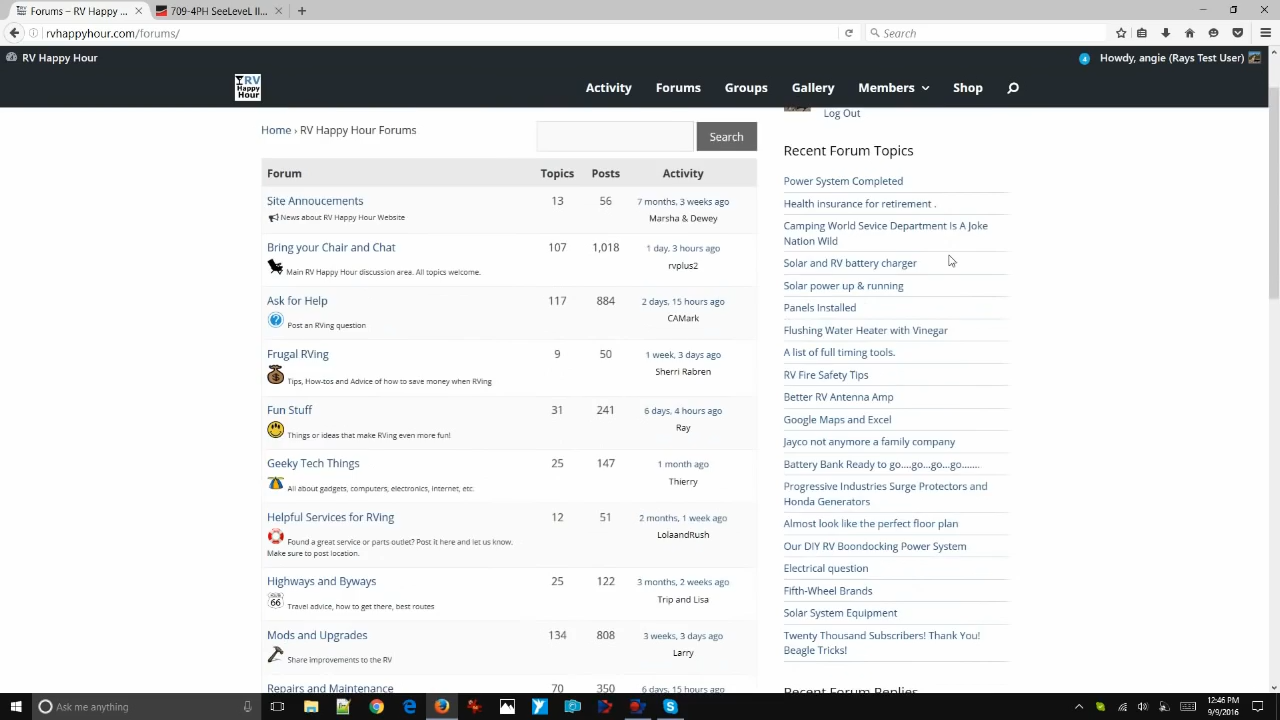 Forums -
709-4pl-Intel
rvhappyhour.com/forums/
Search
RV Happy Hour
4
Howdy, angie (Rays Test User)
RV
Happy
Hour
Activity
Forums
Groups
Gallery
Members
Shop
Log Out
Home › RV Happy Hour Forums
Search
Forum
Topics
Posts
Activity
Site Annoucements
News about RV Happy Hour Website
13
56
7 months, 3 weeks ago
Marsha & Dewey
Bring your Chair and Chat
Main RV Happy Hour discussion area. All topics welcome.
107
1,018
1 day, 3 hours ago
rvplus2
Ask for Help
Post an RVing question
117
884
2 days, 15 hours ago
CAMark
Frugal RVing
Tips, How-tos and Advice of how to save money when RVing
9
50
1 week, 3 days ago
Sherri Rabren
Fun Stuff
Things or ideas that make RVing even more fun!
31
241
6 days, 4 hours ago
Ray
Geeky Tech Things
All about gadgets, computers, electronics, internet, etc.
25
147
1 month ago
Thierry
Helpful Services for RVing
Found a great service or parts outlet? Post it here and let us know.
Make sure to post location.
12
51
2 months, 1 week ago
LolaandRush
Highways and Byways
66
Travel advice, how to get there, best routes
25
122
3 months, 2 weeks ago
Trip and Lisa
Mods and Upgrades
Share improvements to the RV
134
808
3 weeks, 3 days ago
Larry
Repairs and Maintenance
70
350
6 days, 15 hours ago
Recent Forum Topics
Power System Completed
Health insurance for retirement .
Camping World Sevice Department Is A Joke
Nation Wild
Solar and RV battery charger
Solar power up & running
Panels Installed
Flushing Water Heater with Vinegar
A list of full timing tools.
RV Fire Safety Tips
Better RV Antenna Amp
Google Maps and Excel
Jayco not anymore a family company
Battery Bank Ready to go....go...go...go.......
Progressive Industries Surge Protectors and
Honda Generators
Almost look like the perfect floor plan
Our DIY RV Boondocking Power System
Electrical question
Fifth-Wheel Brands
Solar System Equipment
Twenty Thousand Subscribers! Thank You!
Beagle Tricks!
Recent Forum Replies
Ask me anything
12:46 PM
9/9/2016